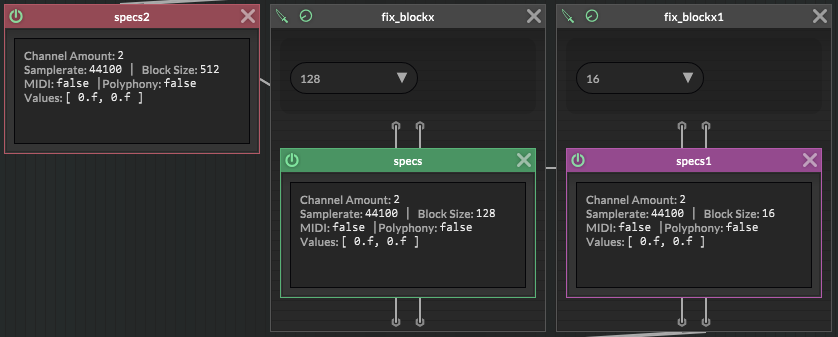 specs2
Channel Amount: 2
Samplerate: 44100 | Block Size: 512
MIDI: false |Polyphony: false
Values: [ 0.f, 0.f ]
fix_blockx
128
specs
Channel Amount: 2
Samplerate: 44100 | Block Size: 128
MIDI: false |Polyphony: false
Values: [ 0.f, 0.f ]
fix_blockx1
16
specs1
Channel Amount: 2
Samplerate: 44100 | Block Size: 16
MIDI: false |Polyphony: false
Values: [ 0.f, 0.f ]